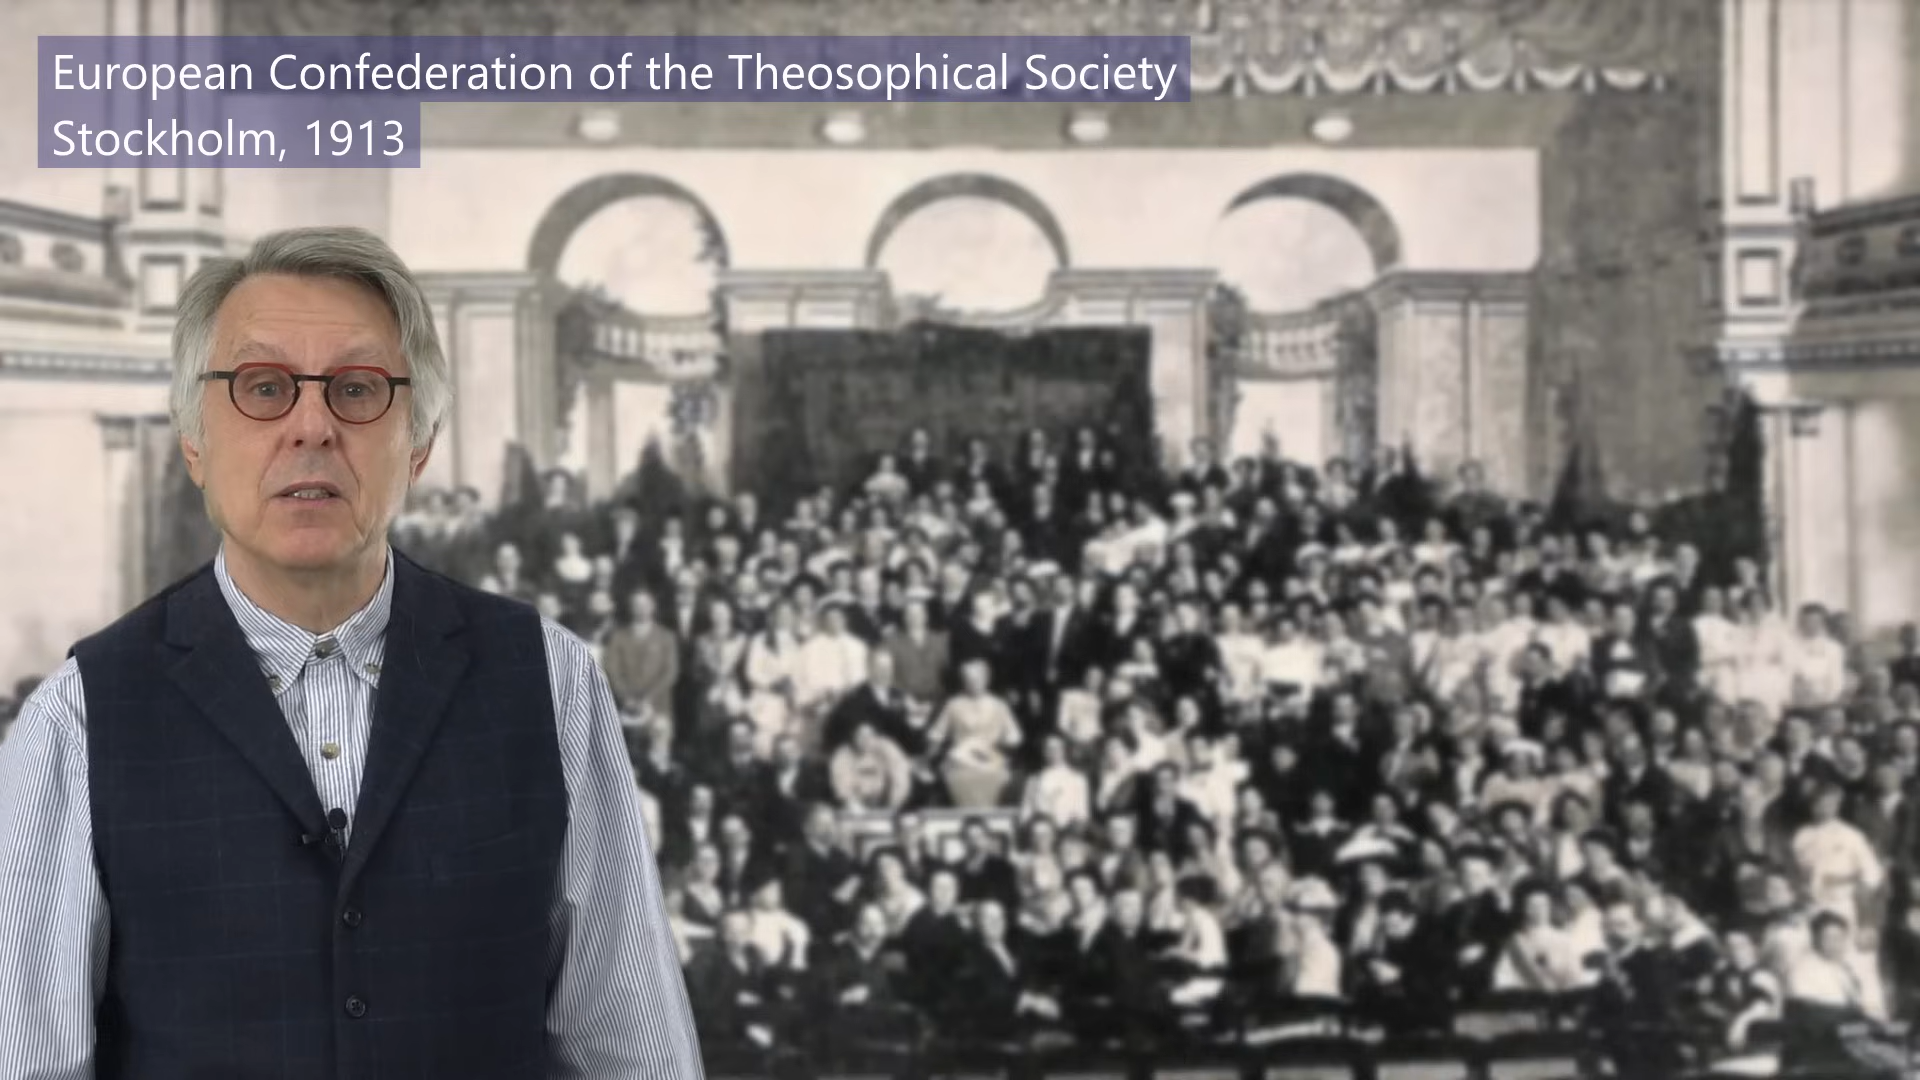 European Confederation of the Theosophical Society
Stockholm, 1913